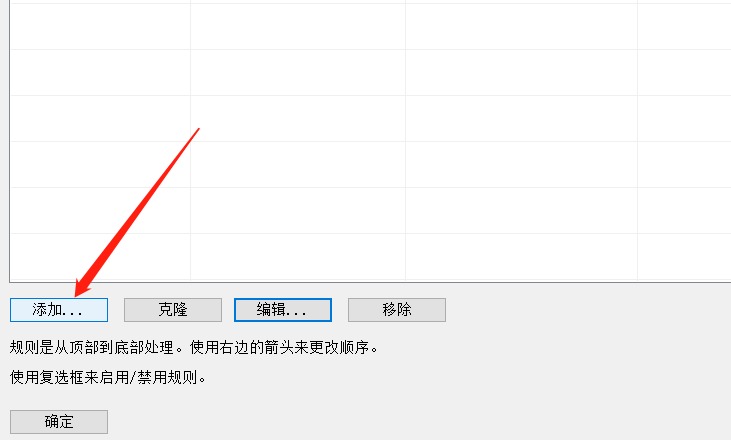 添加... 克隆 编辑... 移除
规则是从顶部到底部处理。使用右边的箭头来更改顺序。
使用复选框来启用/禁用规则。
确定